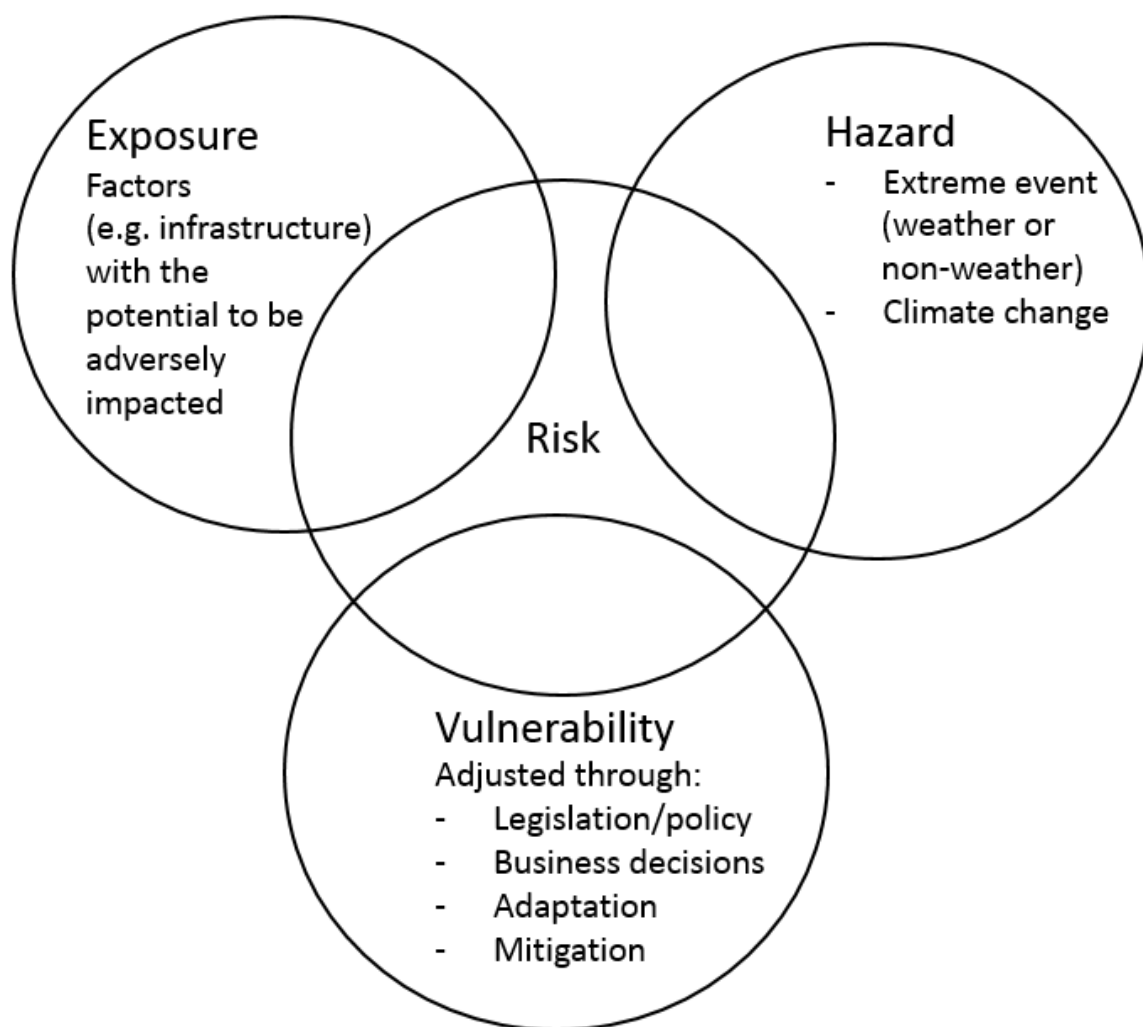 Exposure
Factors
(e.g. infrastructure)
with the
potential to be
adversely
impacted
Hazard
- Extreme event
(weather or
non-weather)
- Climate change
Risk
Vulnerability
Adjusted through:
- Legislation/policy
- Business decisions
- Adaptation
- Mitigation